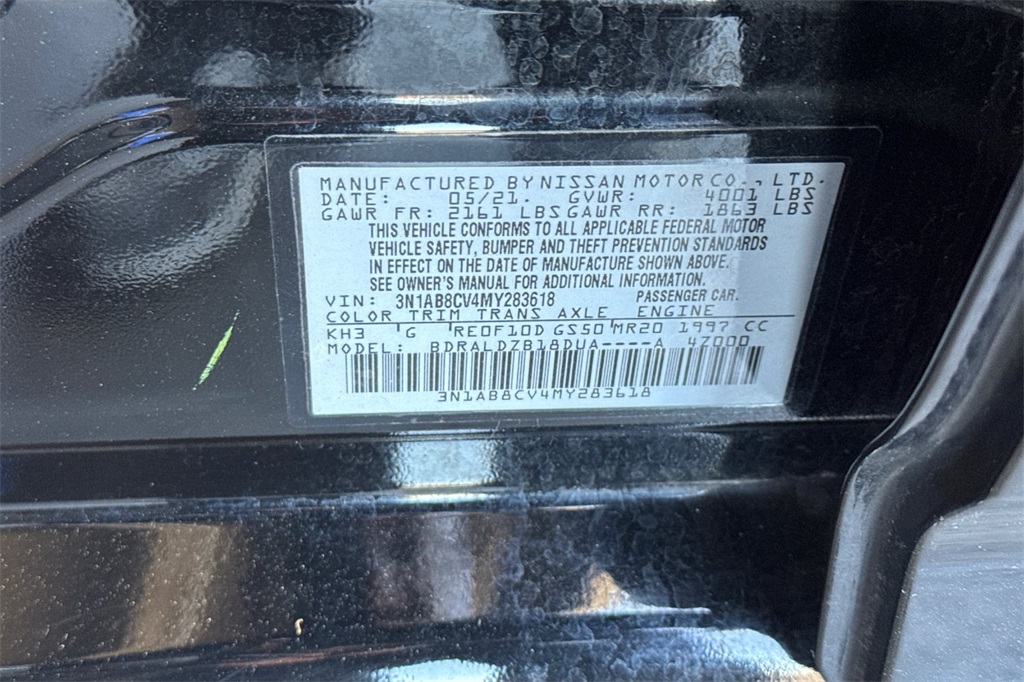 MANUFACTURED BY NISSAN MOTOR CO., LTD.
DATE: 05/21. GVWR: 4001 LBS
GAWR FR: 2161 LBS GAWR RR: 1863 LBS
THIS VEHICLE CONFORMS TO ALL APPLICABLE FEDERAL MOTOR
VEHICLE SAFETY, BUMPER AND THEFT PREVENTION STANDARDS
IN EFFECT ON THE DATE OF MANUFACTURE SHOWN ABOVE.
SEE OWNER'S MANUAL FOR ADDITIONAL INFORMATION.
VIN: 3N1AB8CV4MY283618 PASSENGER CAR.
COLOR TRIM TRANS AXLE ENGINE
KH3 'G RE0F10D GS50 MR20 1997 CC
MODEL: BDRALDZB18DUA----A 4Z000
3N1AB8CV4MY283618